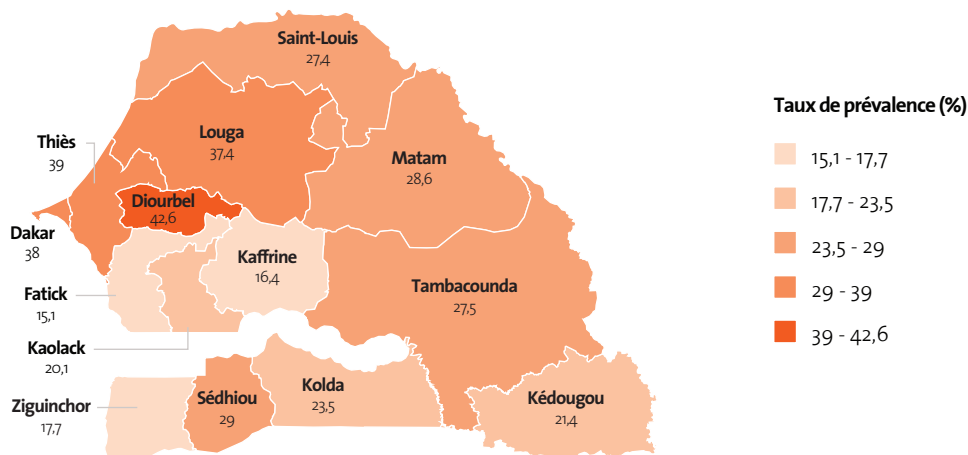 Saint-Louis
27,4
Thiès
39
Louga
37,4
Matam
28,6
Diourbel
42,6
Dakar
38
Kaffrine
16,4
Fatick
15,1
Tambacounda
27,5
Kaolack
20,1
Ziguinchor
17,7
Sédhiou
29
Kolda
23,5
Kédougou
21,4
Taux de prévalence (%)
15,1 - 17,7
17,7 - 23,5
23,5 - 29
29 - 39
39 - 42,6